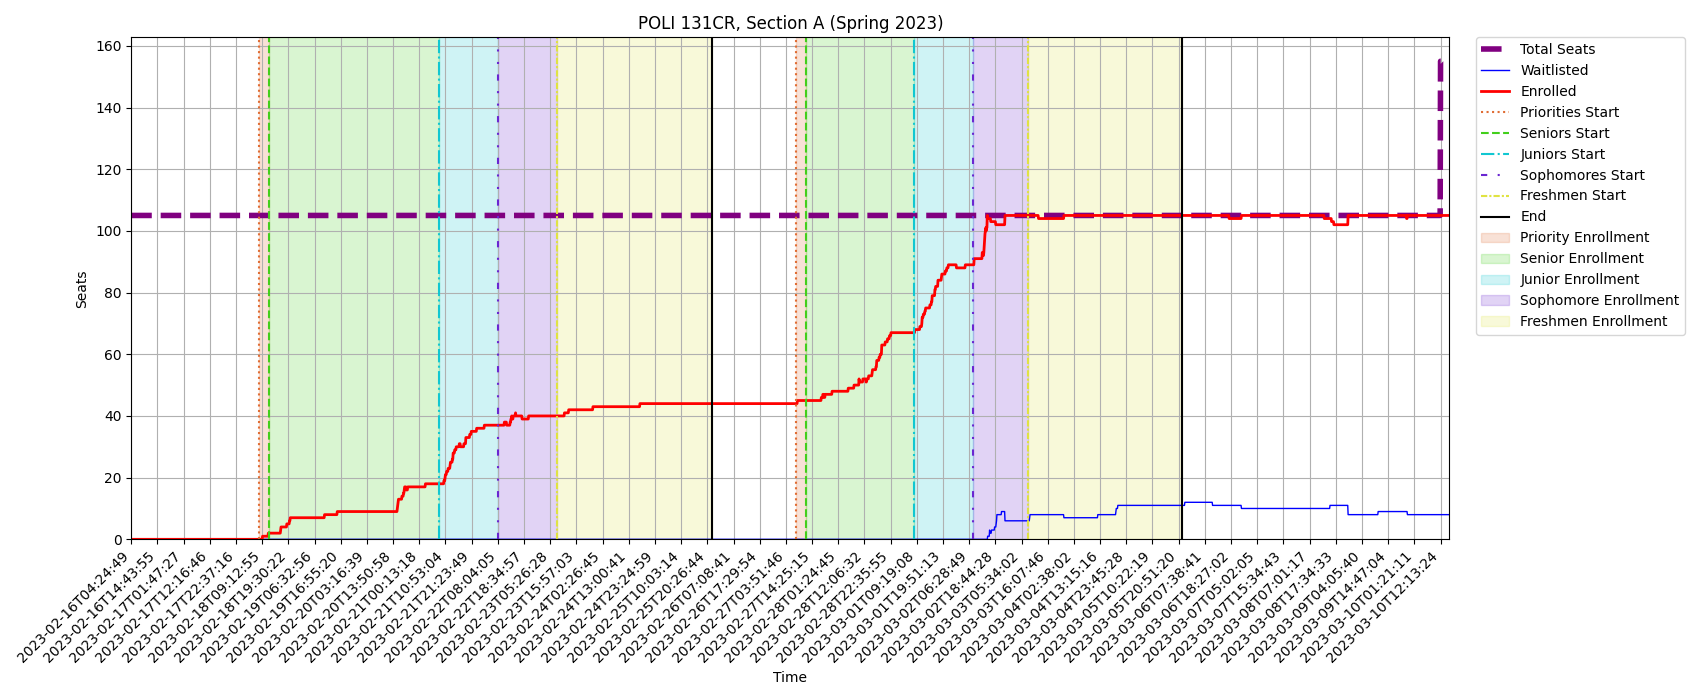 POLI 131CR, Section A (Spring 2023)
Seats
160
140
120
100
80
60
40
20
0
2023-02-16T04:24:49
2023-02-16T14:43:55
2023-02-17T01:47:27
2023-02-17T12:16:46
2023-02-17T22:37:16
2023-02-18T09:12:55
2023-02-18T19:30:22
2023-02-19T06:32:56
2023-02-19T16:55:20
2023-02-20T03:16:39
2023-02-20T13:50:58
2023-02-21T00:13:18
2023-02-21T10:53:04
2023-02-21T21:23:49
2023-02-22T08:04:05
2023-02-22T18:34:57
2023-02-23T05:26:28
2023-02-23T15:57:03
2023-02-24T02:26:45
2023-02-24T13:00:41
2023-02-24T23:24:59
2023-02-25T10:03:14
2023-02-25T20:26:44
2023-02-26T07:08:41
2023-02-26T17:29:54
2023-02-27T03:51:46
2023-02-27T14:25:15
2023-02-28T01:24:45
2023-02-28T12:06:32
2023-02-28T22:35:55
2023-03-01T09:19:08
2023-03-01T19:51:13
2023-03-02T06:28:49
2023-03-02T18:44:28
2023-03-03T05:34:02
2023-03-03T16:07:46
2023-03-04T02:38:02
2023-03-04T13:15:16
2023-03-04T23:45:28
2023-03-05T10:22:19
2023-03-05T20:51:20
2023-03-06T07:38:41
2023-03-06T18:27:02
2023-03-07T05:02:05
2023-03-07T15:34:43
2023-03-08T07:01:17
2023-03-08T17:34:33
2023-03-09T04:05:40
2023-03-09T14:47:04
2023-03-10T01:21:11
2023-03-10T12:13:24
Time
Total Seats
Waitlisted
Enrolled
Priorities Start
Seniors Start
Juniors Start
Sophomores Start
Freshmen Start
End
Priority Enrollment
Senior Enrollment
Junior Enrollment
Sophomore Enrollment
Freshmen Enrollment